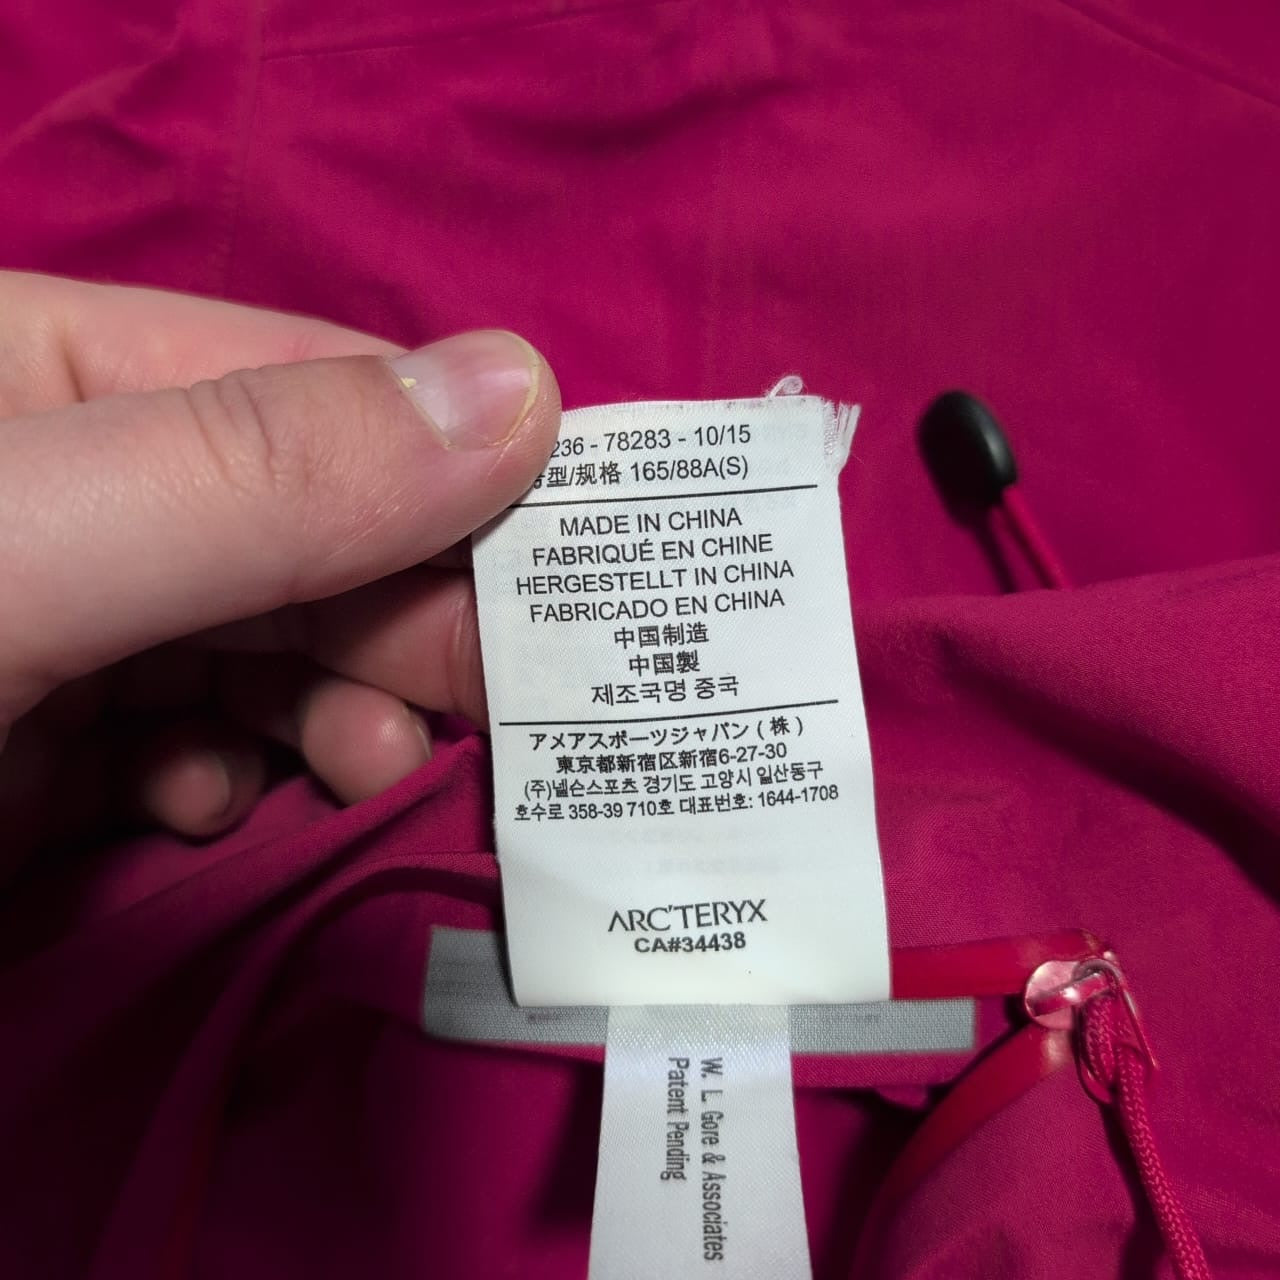 236 - 78283 - 10/15
号型/规格 165/88A(S)
MADE IN CHINA
FABRIQUÉ EN CHINE
HERGESTELLT IN CHINA
FABRICADO EN CHINA
中国制造
中国製
제조국명 중국
アメアスポーツジャパン ( 株 )
東京都新宿区新宿6-27-30
(주)넬슨스포츠 경기도 고양시 일산동구
호수로 358-39 710호 대표번호: 1644-1708
ARC'TERYX
CA#34438
W. L. Gore & Associates
Patent Pending